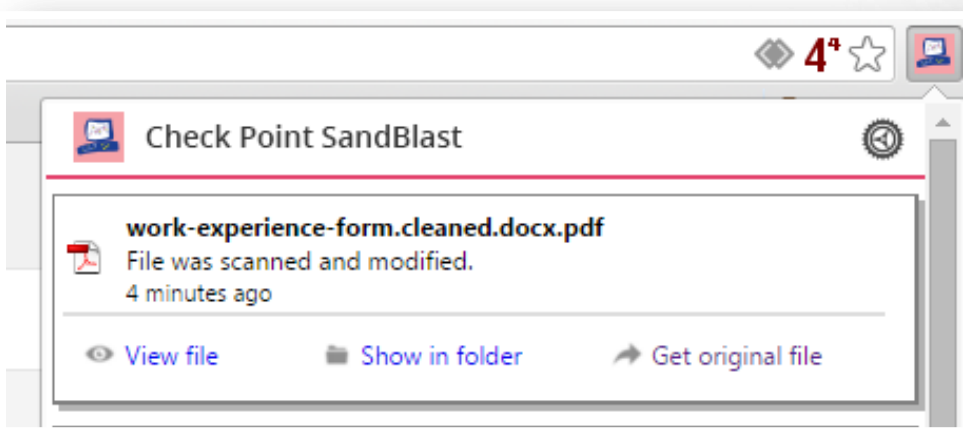 4⁴
Check Point SandBlast
work-experience-form.cleaned.docx.pdf
File was scanned and modified.
4 minutes ago
View file Show in folder Get original file